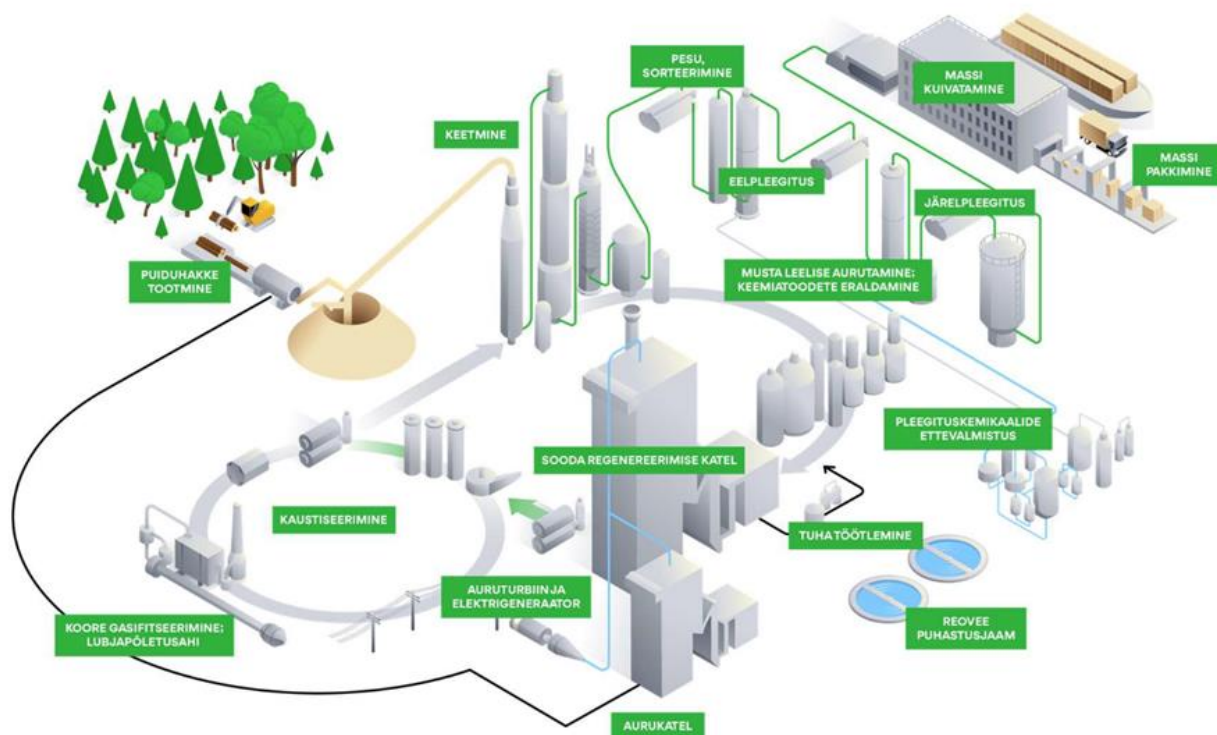 PESU,
SORTEERIMINE
MASSI
KUIVATAMINE
KEETMINE
MASSI
PAKKIMINE
EELPLEEGITUS
JÄRELPLEEGITUS
PUIDUHAKKE
TOOTMINE
MUSTA LEELISE AURUTAMINE;
KEEMIATOODETE ERALDAMINE
PLEEGITUSKEMIKAALIDE
ETTEVALMISTUS
SOODA REGENEREERIMISE KATEL
KAUSTISEERIMINE
TUHA TÖÖTLEMINE
AURUTURBIIN JA
ELEKTRIGENERAATOR
KOORE GASIFITSEERIMINE;
LUBJAPÕLETUSAHI
REOVEE
PUHASTUSJAAM
AURUKATEL